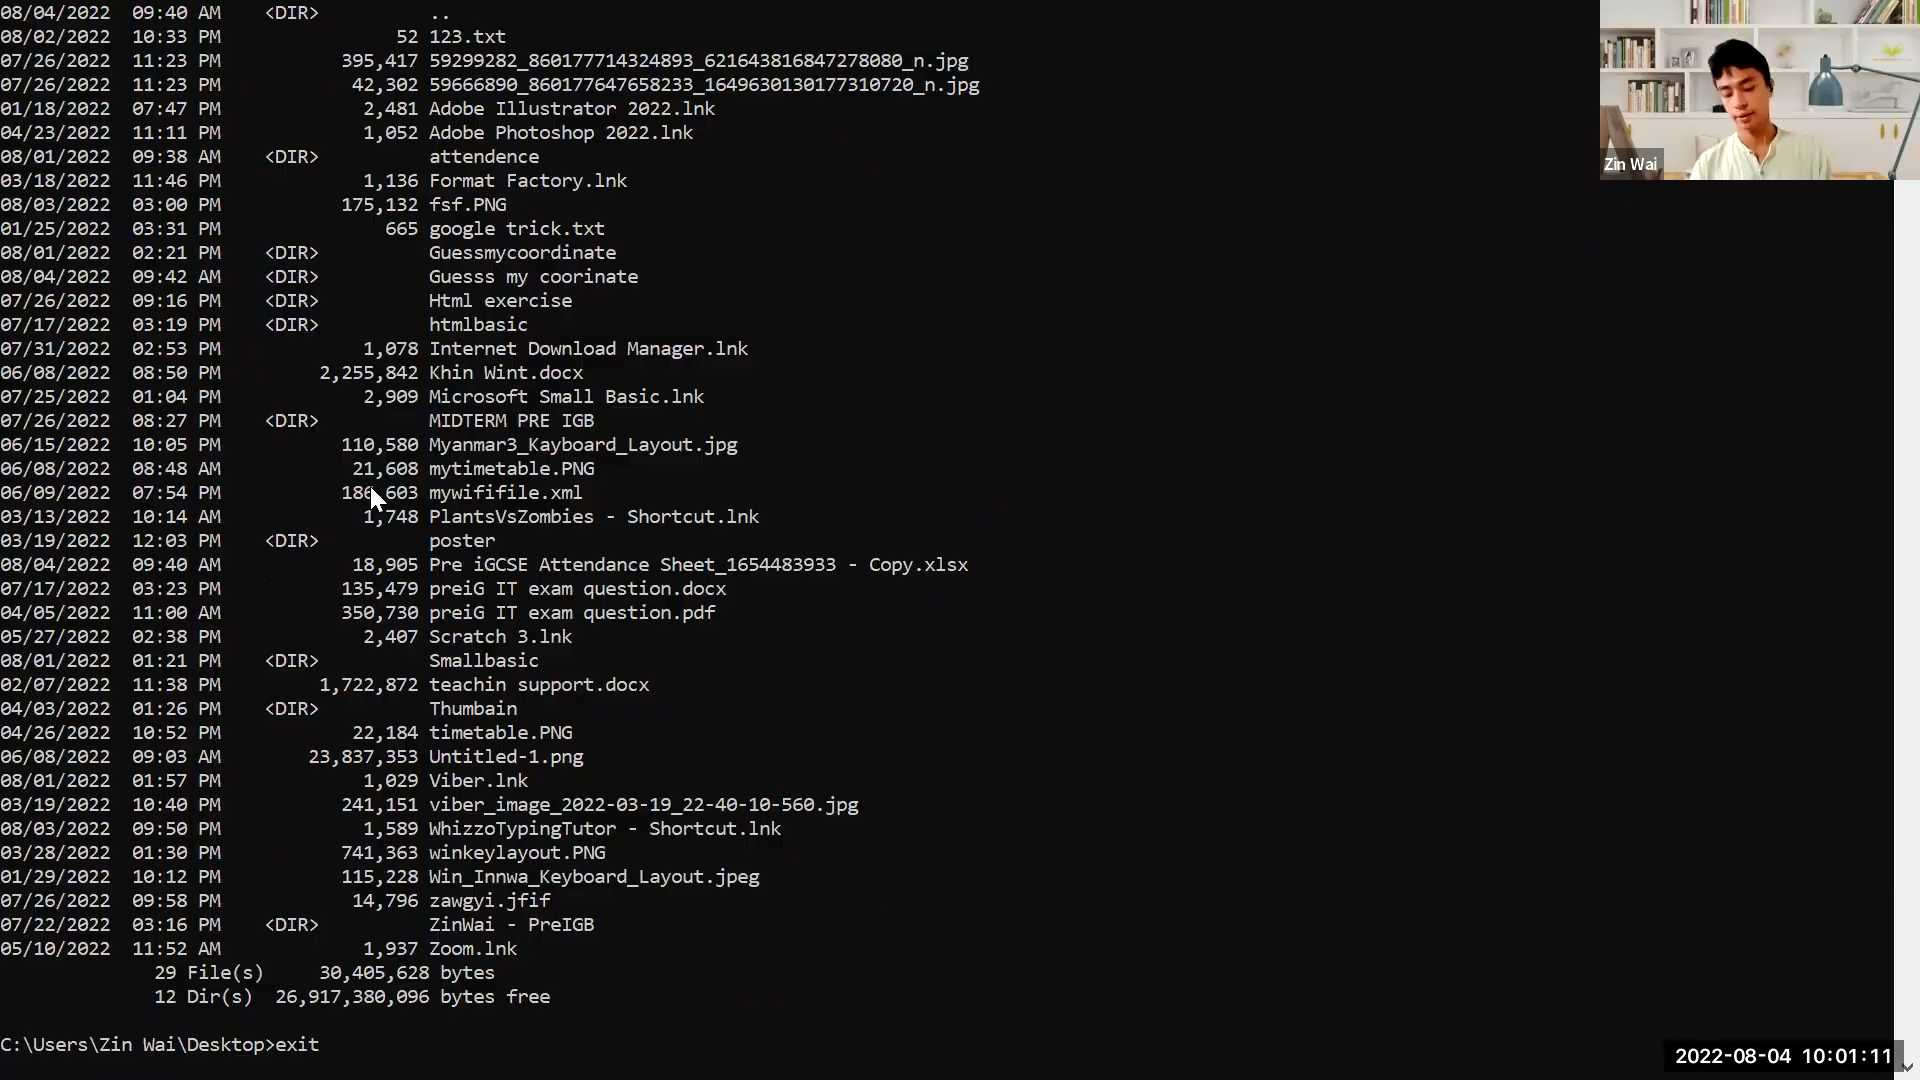 08/04/2022  09:40 AM    <DIR>          ..
08/02/2022  10:33 PM                52 123.txt
07/26/2022  11:23 PM           395,417 59299282_860177714324893_6216438168472780​80_n.jpg
07/26/2022  11:23 PM            42,302 59666890_860177647658233_1649630130177310720_n.jpg
01/18/2022  07:47 PM             2,481 Adobe Illustrator 2022.lnk
04/23/2022  11:11 PM             1,052 Adobe Photoshop 2022.lnk
08/01/2022  09:38 AM    <DIR>          attendence
03/18/2022  11:46 PM             1,136 Format Factory.lnk
08/03/2022  03:00 PM           175,132 fsf.PNG
01/25/2022  03:31 PM               665 google trick.txt
08/01/2022  02:21 PM    <DIR>          Guessmycoordinate
08/04/2022  09:42 AM    <DIR>          Guesss my coorinate
07/26/2022  09:16 PM    <DIR>          Html exercise
07/17/2022  03:19 PM    <DIR>          htmlbasic
07/31/2022  02:53 PM             1,078 Internet Download Manager.lnk
06/08/2022  08:50 PM         2,255,842 Khin Wint.docx
07/25/2022  01:04 PM             2,909 Microsoft Small Basic.lnk
07/26/2022  08:27 PM    <DIR>          MIDTERM PRE IGB
06/15/2022  10:05 PM           110,580 Myanmar3_Kayboard_Layout.jpg
06/08/2022  08:48 AM            21,608 mytimetable.PNG
06/09/2022  07:54 PM                   mywififile.xml
03/13/2022  10:14 AM             1,748 PlantsVsZombies - Shortcut.lnk
03/19/2022  12:03 PM    <DIR>          poster
08/04/2022  09:40 AM            18,905 Pre iGCSE Attendance Sheet_1654483933 - Copy.xlsx
07/17/2022  03:23 PM           135,479 preiG IT exam question.docx
04/05/2022  11:00 AM           350,730 preiG IT exam question.pdf
05/27/2022  02:38 PM             2,407 Scratch 3.lnk
08/01/2022  01:21 PM    <DIR>          Smallbasic
02/07/2022  11:38 PM         1,722,872 teachin support.docx
04/03/2022  01:26 PM    <DIR>          Thumbain
04/26/2022  10:52 PM            22,184 timetable.PNG
06/08/2022  09:03 AM        23,837,353 Untitled-1.png
08/01/2022  01:57 PM             1,029 Viber.lnk
03/19/2022  10:40 PM           241,151 viber_image_2022-03-19_22-40-10-560.jpg
08/03/2022  09:50 PM             1,589 WhizzoTypingTutor - Shortcut.lnk
03/28/2022  01:30 PM           741,363 winkeylayout.PNG
01/29/2022  10:12 PM           115,228 Win_Innwa_Keyboard_Layout.jpeg
07/26/2022  09:58 PM            14,796 zawgyi.jfif
07/22/2022  03:16 PM    <DIR>          ZinWai - PreIGB
05/10/2022  11:52 AM             1,937 Zoom.lnk
29 File(s)     30,405,628 bytes
12 Dir(s)  26,917,380,096 bytes free
C:\Users\Zin Wai\Desktop>exit
Zin Wai
2022-08-04 10:01:11